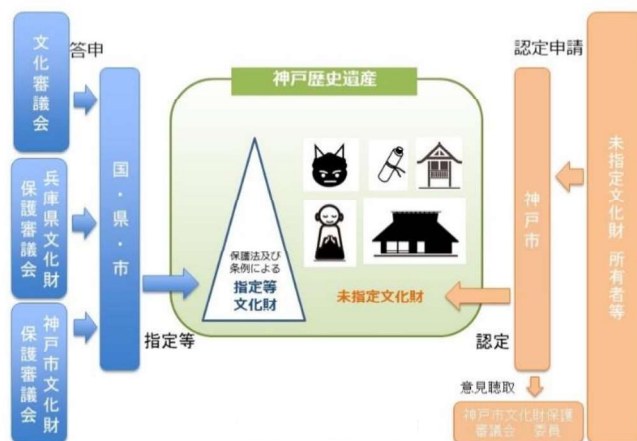 文化審議会
答申
兵庫県文化財
保護審議会
神戸市文化財
保護審議会
国・県・市
指定等
神戸歴史遺産
保護法及び
条例による
指定等
文化財
未指定文化財
認定申請
神戸市
認定
未指定文化財 所有者等
意見聴取
神戸市文化財保護
審議会 委員